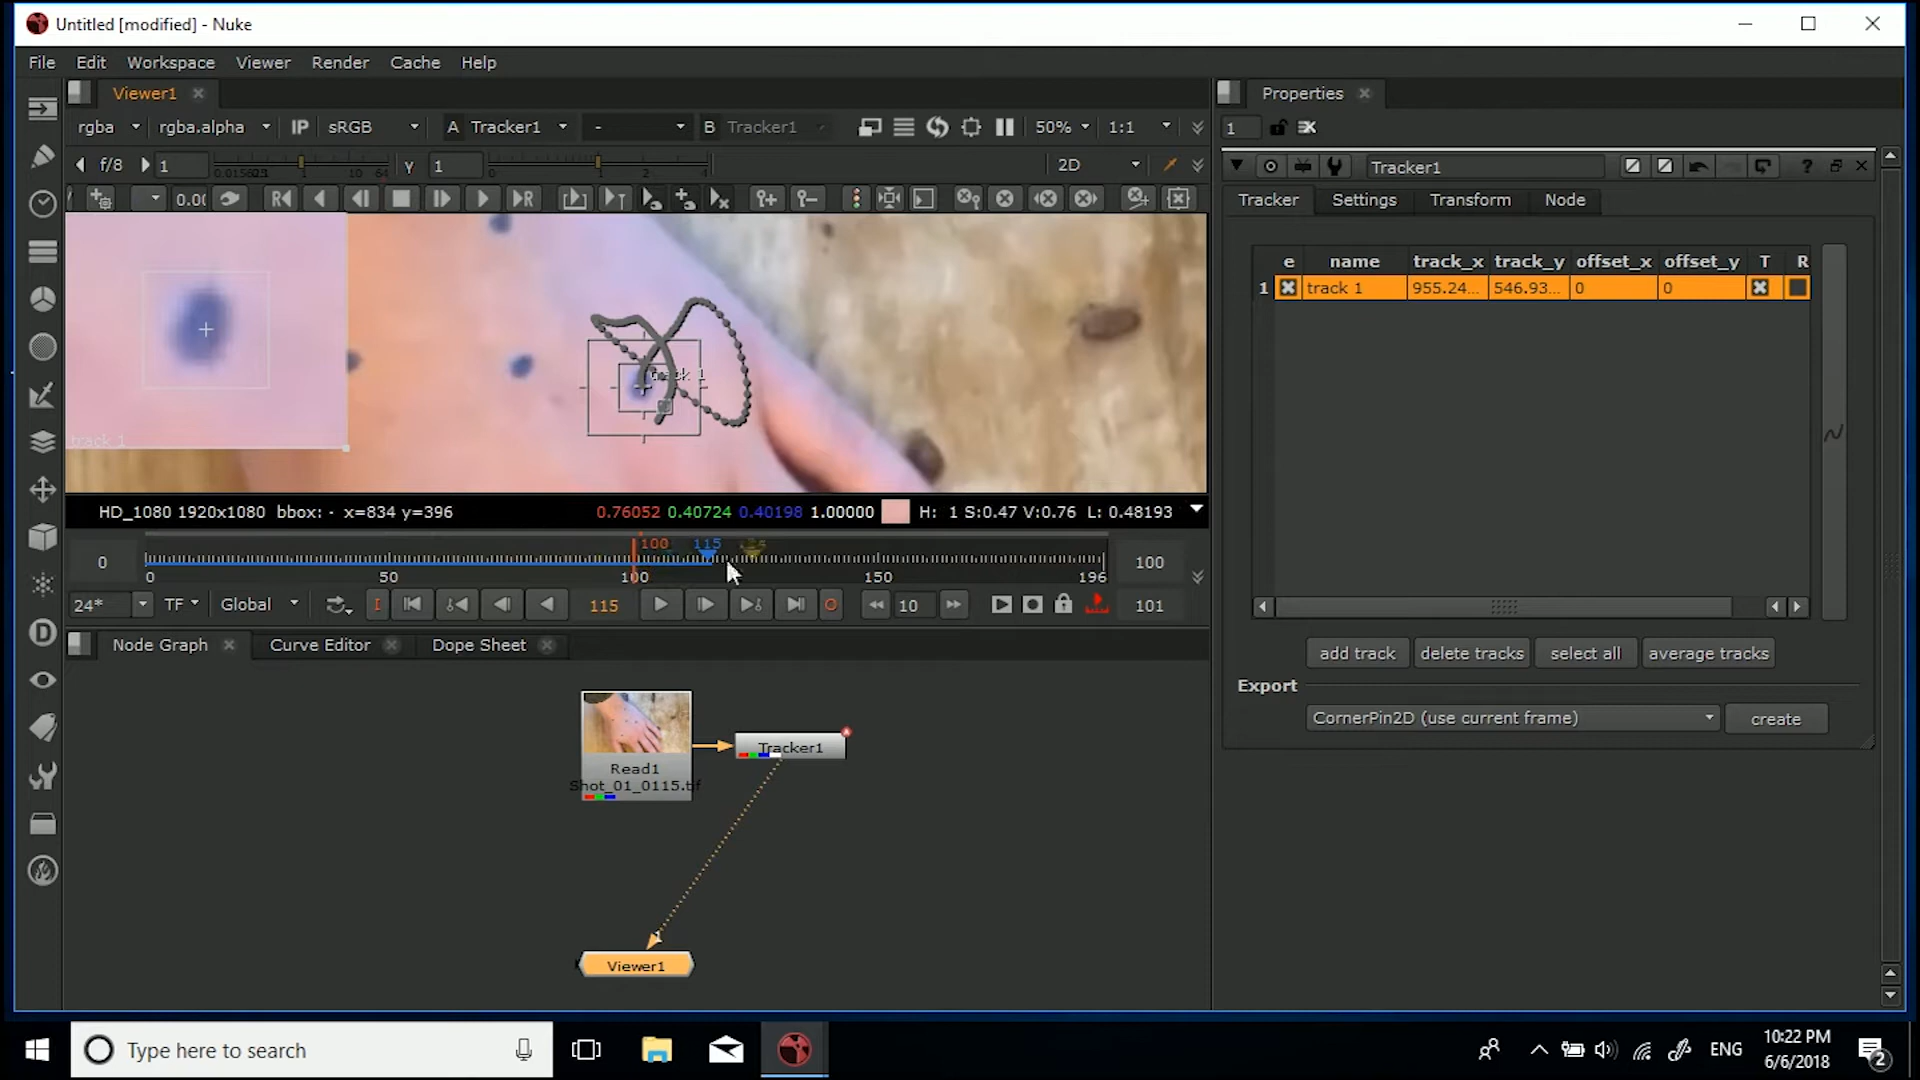 Untitled [modified] - Nuke
File Edit Workspace Viewer Render Cache Help
Viewer1
rgba rgba.alpha IP sRGB A Tracker1 - B Tracker1 50% 1:1
f/8 1 Y 1 2D
0.00
track 1
track 1
HD_1080 1920x1080 bbox: - x=834 y=396 0.76052 0.40724 0.40198 1.00000 H: 1 S:0.47 V:0.76 L: 0.48193
100 115
0 0 50 100 150 196 100
24* TF Global I 115 10 101
Node Graph Curve Editor Dope Sheet
Read1
Shot_01_0115.tif
Tracker1
1
Viewer1
Properties
1
Tracker1
Tracker Settings Transform Node
e name track_x track_y offset_x offset_y T R
1 track 1 955.24... 546.93... 0 0
add track delete tracks select all average tracks
Export
CornerPin2D (use current frame) create
Type here to search
ENG
10:22 PM
6/6/2018
2